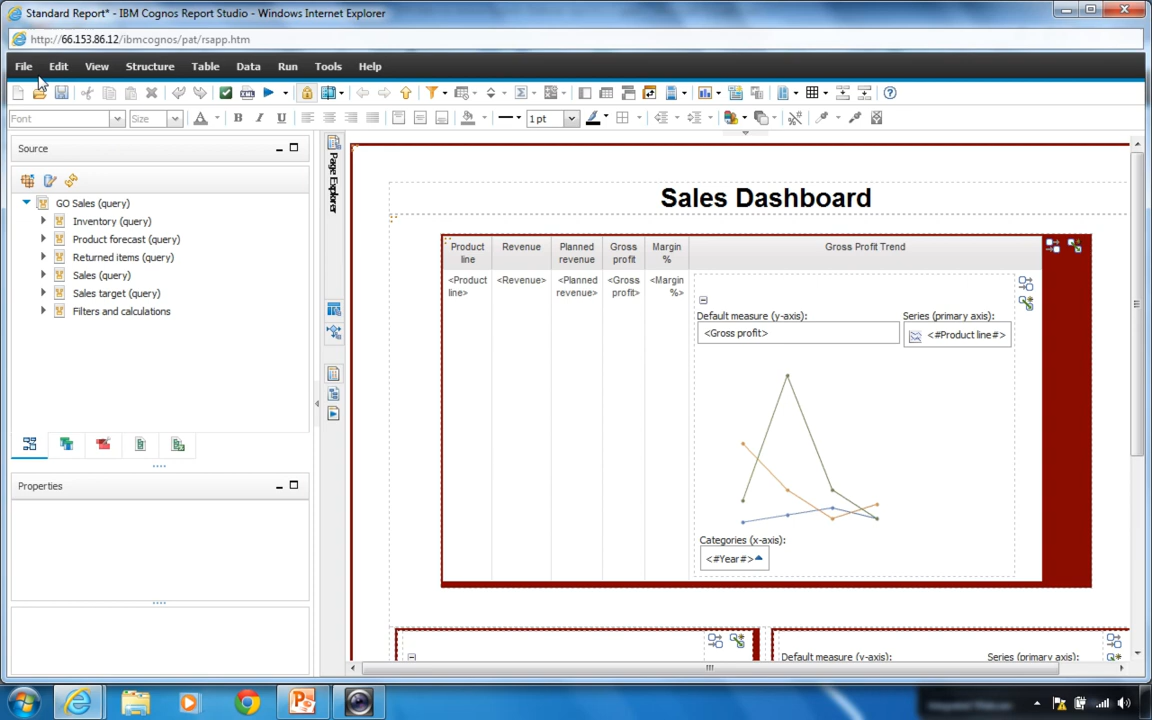 Standard Report* - IBM Cognos Report Studio - Windows Internet Explorer
http://66.153.86.12/ibmcognos/pat/rsapp.htm
File Edit View Structure Table Data Run Tools Help
Font Size 1 pt
Source
GO Sales (query)
Inventory (query)
Product forecast (query)
Returned items (query)
Sales (query)
Sales target (query)
Filters and calculations
Properties
Page Explorer
Sales Dashboard
Product line Revenue Planned revenue Gross profit Margin % Gross Profit Trend
<Product line> <Revenue> <Planned revenue> <Gross profit> <Margin %>
Default measure (y-axis): Series (primary axis):
<Gross profit> <#Product line#>
Categories (x-axis):
<#Year#>
Default measure (y-axis): Series (primary axis):